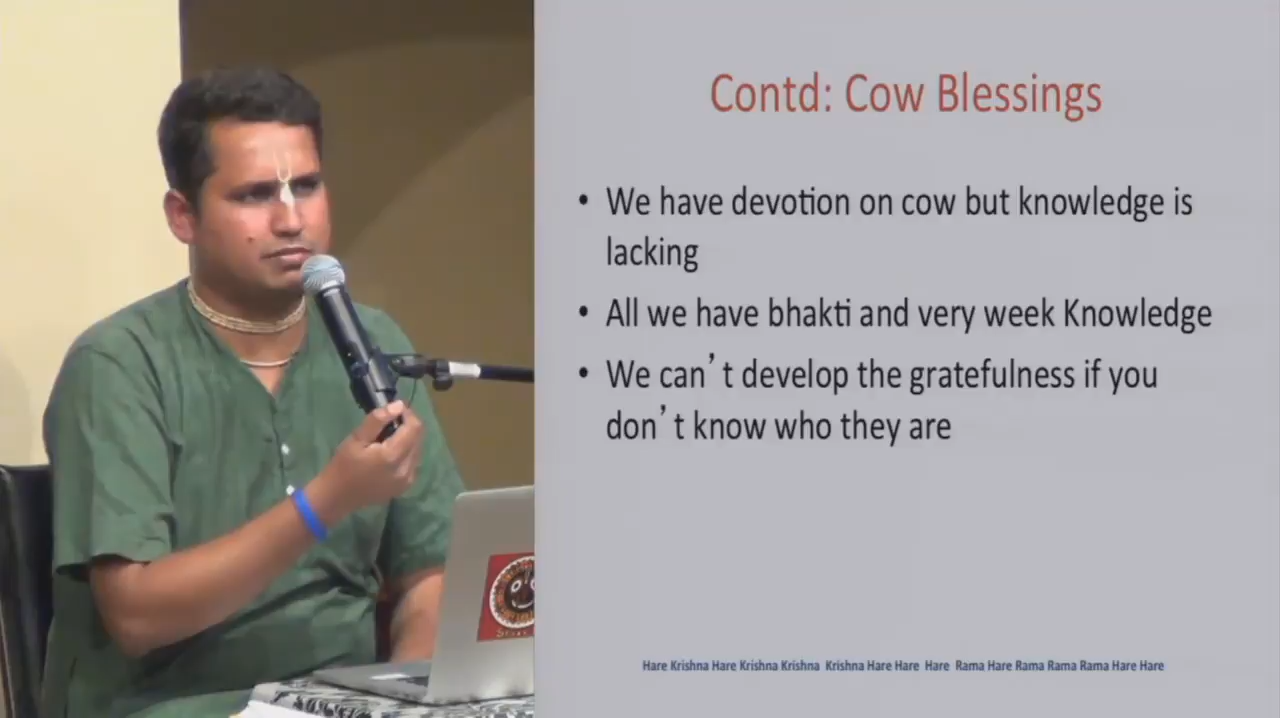 Contd: Cow Blessings
• We have devotion on cow but knowledge is
lacking
• All we have bhakti and very week Knowledge
• We can't develop the gratefulness if you
don't know who they are
Hare Krishna Hare Krishna Krishna Krishna Hare Hare Hare Rama Hare Rama Rama Rama Hare Hare